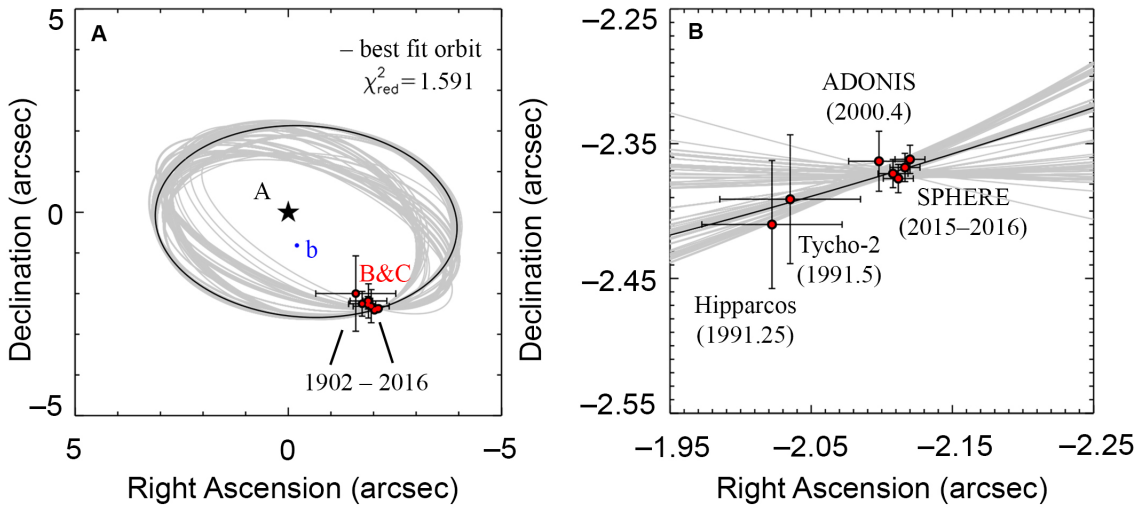 A
– best fit orbit
χ²red = 1.591
A
b
B&C
1902 – 2016
5
0
–5
5
0
–5
Declination (arcsec)
Right Ascension (arcsec)
B
ADONIS
(2000.4)
SPHERE
(2015–2016)
Tycho-2
(1991.5)
Hipparcos
(1991.25)
–2.25
–2.35
–2.45
–2.55
–1.95
–2.05
–2.15
–2.25
Declination (arcsec)
Right Ascension (arcsec)